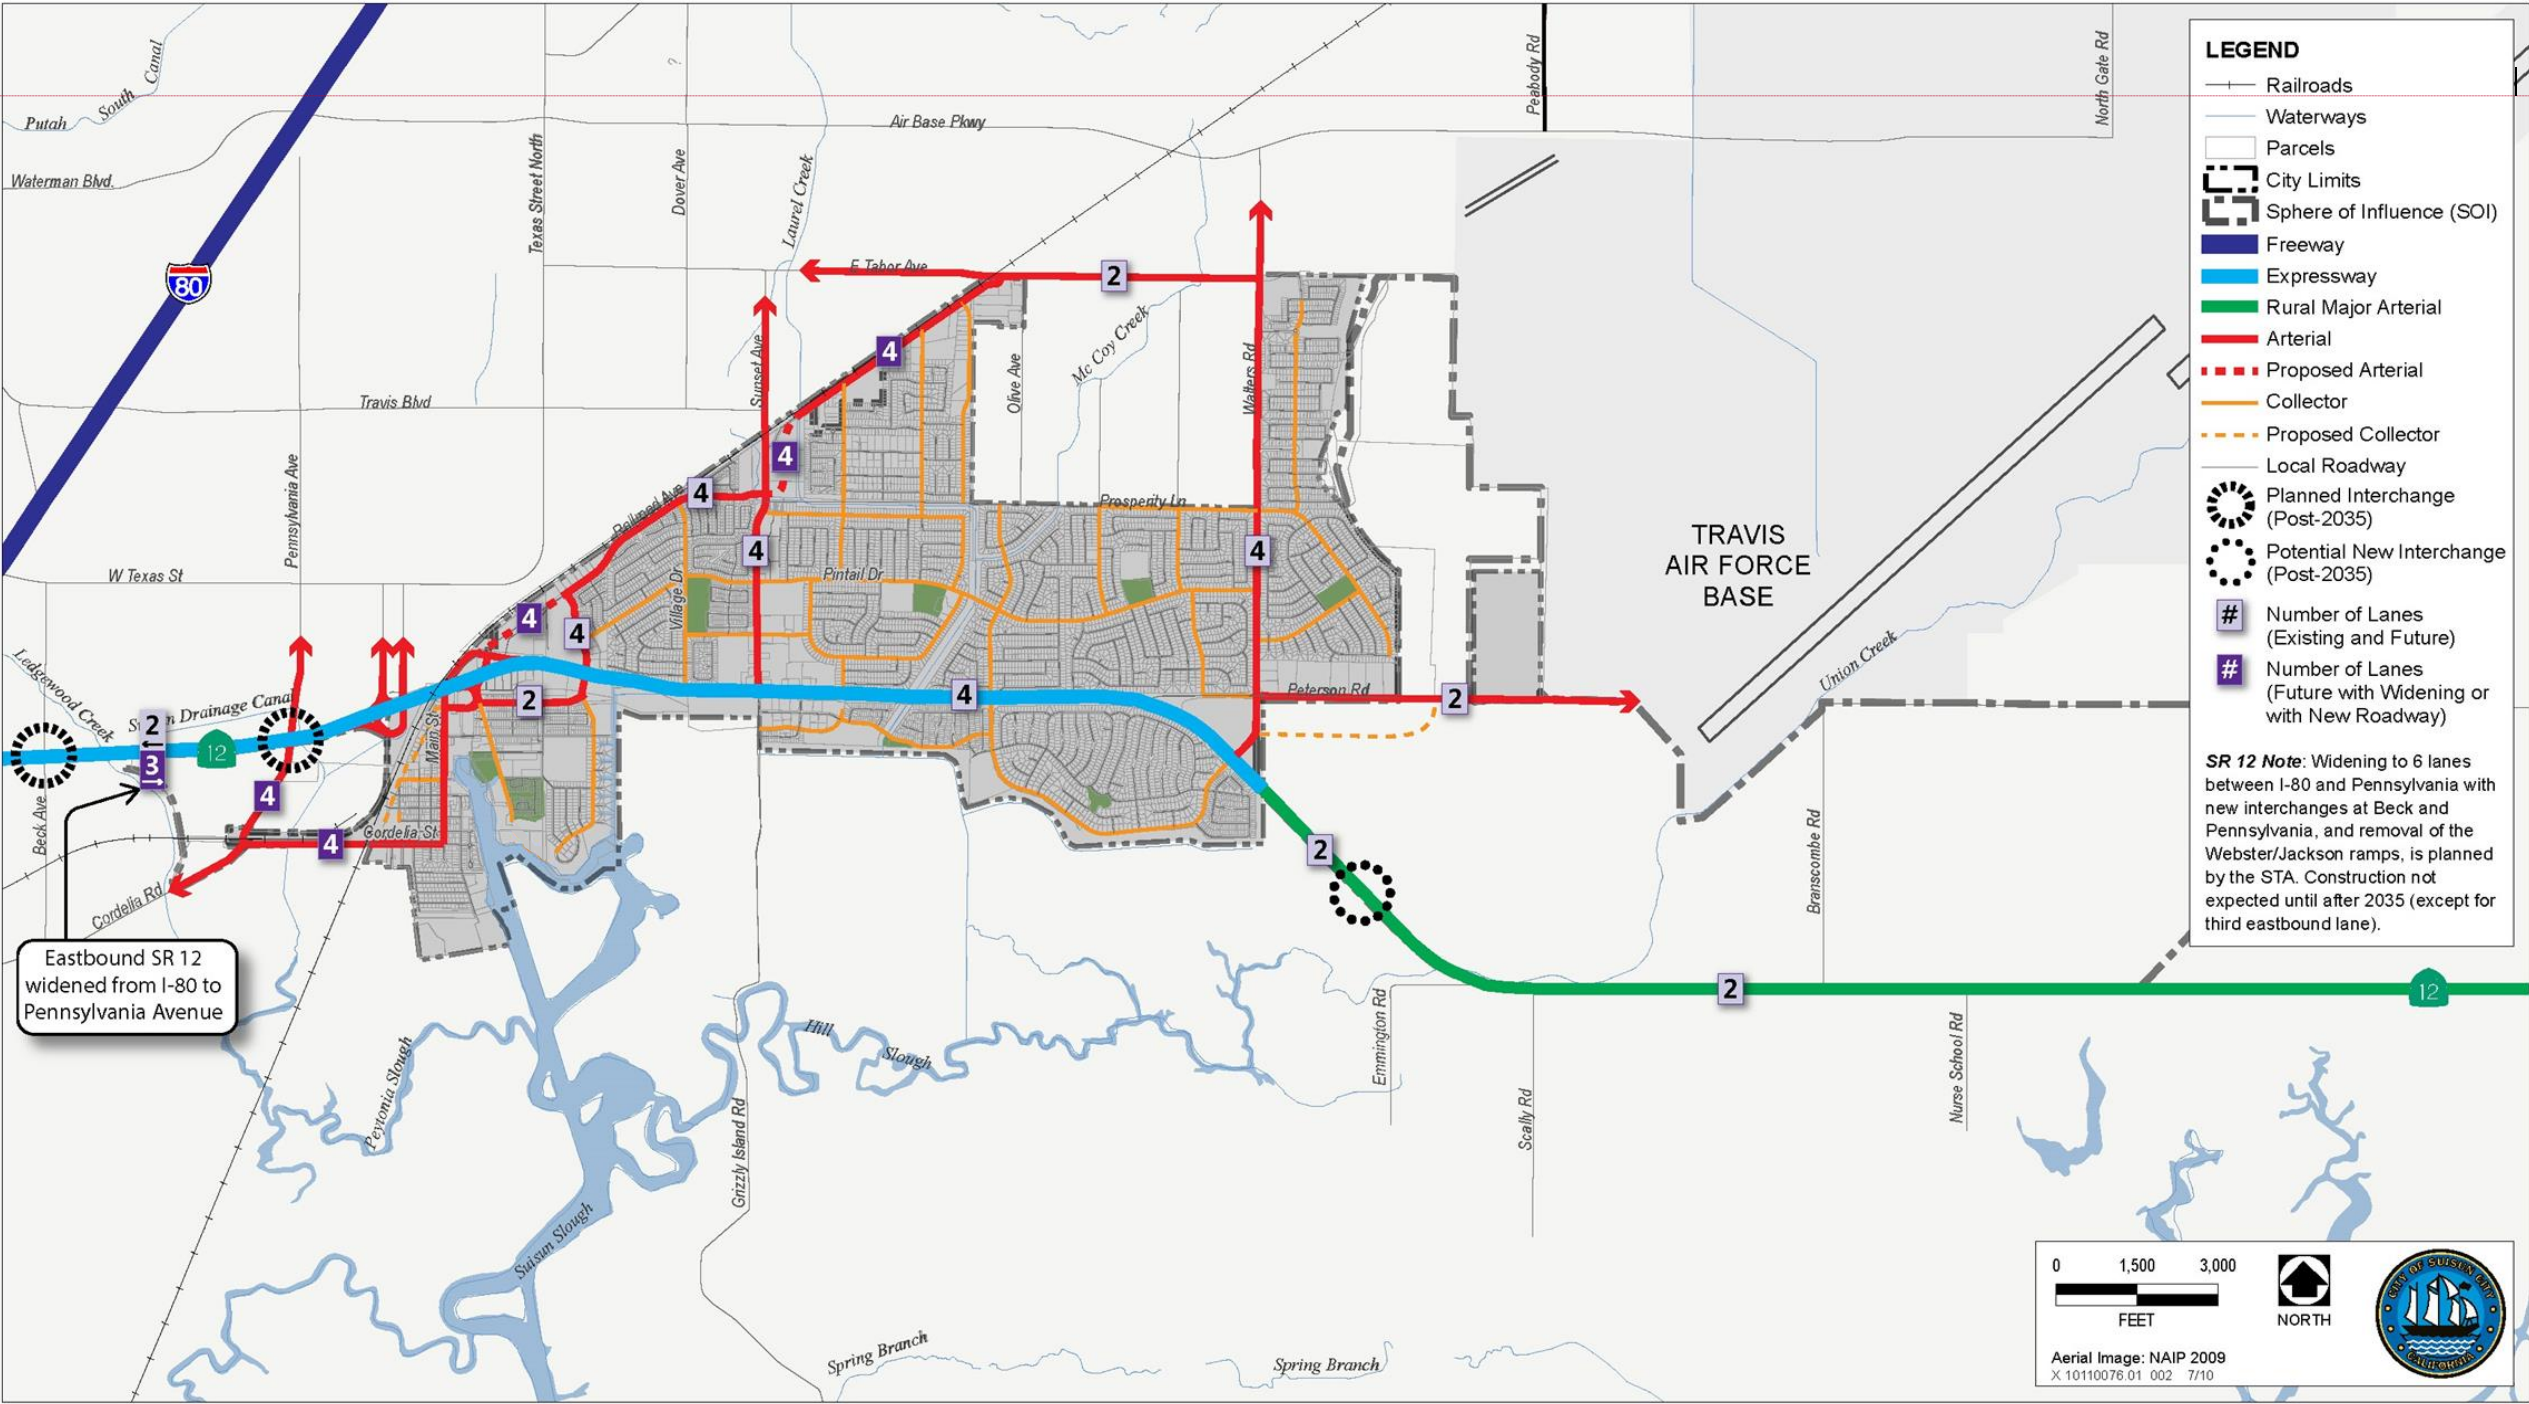 Putah
South
Canal
Waterman Blvd.
80
Texas Street North
Dover Ave
?
Laurel Creek
Air Base Pkwy
Peabody Rd
North Gate Rd
E Tabor Ave
2
4
Sunset Ave
Travis Blvd
4
Olive Ave
Mc Coy Creek
Walters Rd
Pennsylvania Ave
Railroad Ave
4
Prosperity Ln
4
4
W Texas St
Pintail Dr
Village Dr
4
4
TRAVIS
AIR FORCE
BASE
Union Creek
Ledgewood Creek
Drainage Canal
2
3
12
4
Main St
2
4
Peterson Rd
2
Beck Ave
Cordelia St
4
Cordelia Rd
2
Branscombe Rd
Eastbound SR 12
widened from I-80 to
Pennsylvania Avenue
2
12
Emmington Rd
Scally Rd
Nurse School Rd
Hill
Slough
Peytonia Slough
Grizzly Island Rd
Suisun Slough
Spring Branch
Spring Branch
LEGEND
Railroads
Waterways
Parcels
City Limits
Sphere of Influence (SOI)
Freeway
Expressway
Rural Major Arterial
Arterial
Proposed Arterial
Collector
Proposed Collector
Local Roadway
Planned Interchange
(Post-2035)
Potential New Interchange
(Post-2035)
# Number of Lanes
(Existing and Future)
# Number of Lanes
(Future with Widening or
with New Roadway)
SR 12 Note: Widening to 6 lanes
between I-80 and Pennsylvania with
new interchanges at Beck and
Pennsylvania, and removal of the
Webster/Jackson ramps, is planned
by the STA. Construction not
expected until after 2035 (except for
third eastbound lane).
0 1,500 3,000
FEET
NORTH
Aerial Image: NAIP 2009
X 10110076.01 002 7/10
CITY OF SUISUN CITY
CALIFORNIA